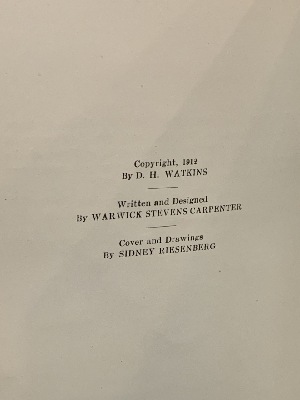 Copyright, 1912
By D. H. WATKINS
Written and Designed
By WARWICK STEVENS CARPENTER
Cover and Drawings
By SIDNEY RIESENBERG